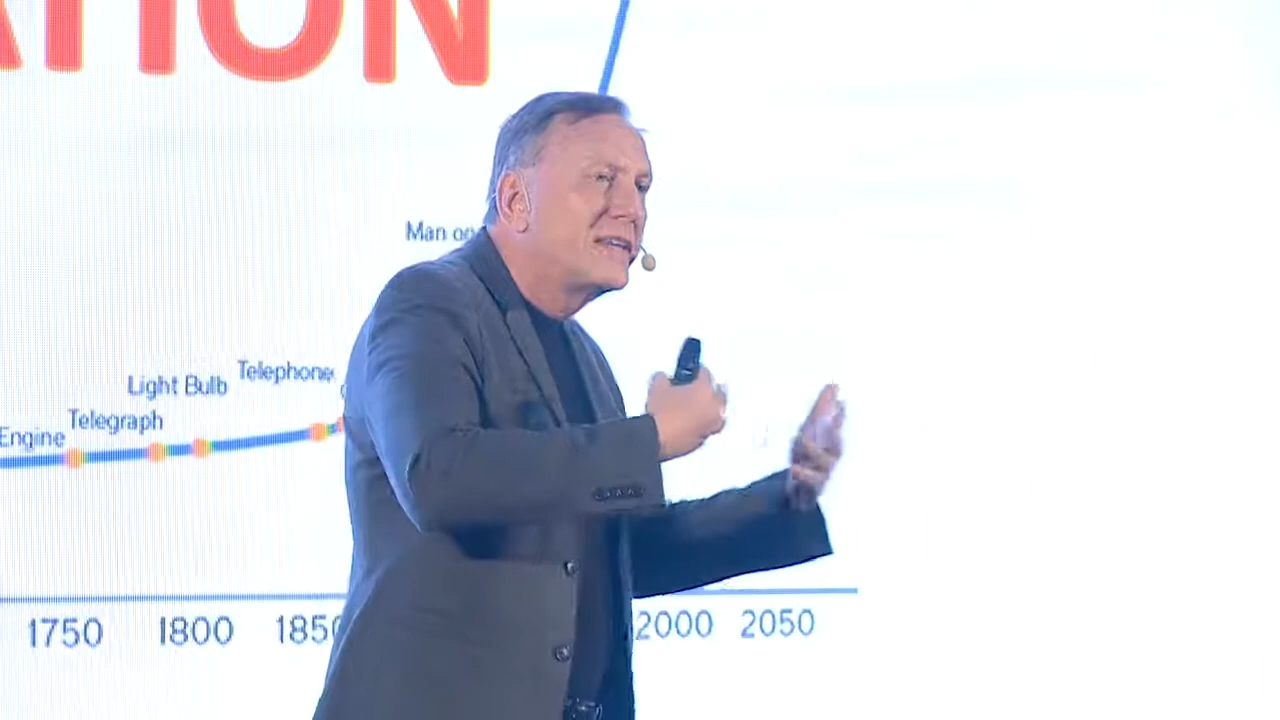 ATION
Man on
Telephone
Light Bulb
Telegraph
Engine
1750 1800 1850 2000 2050